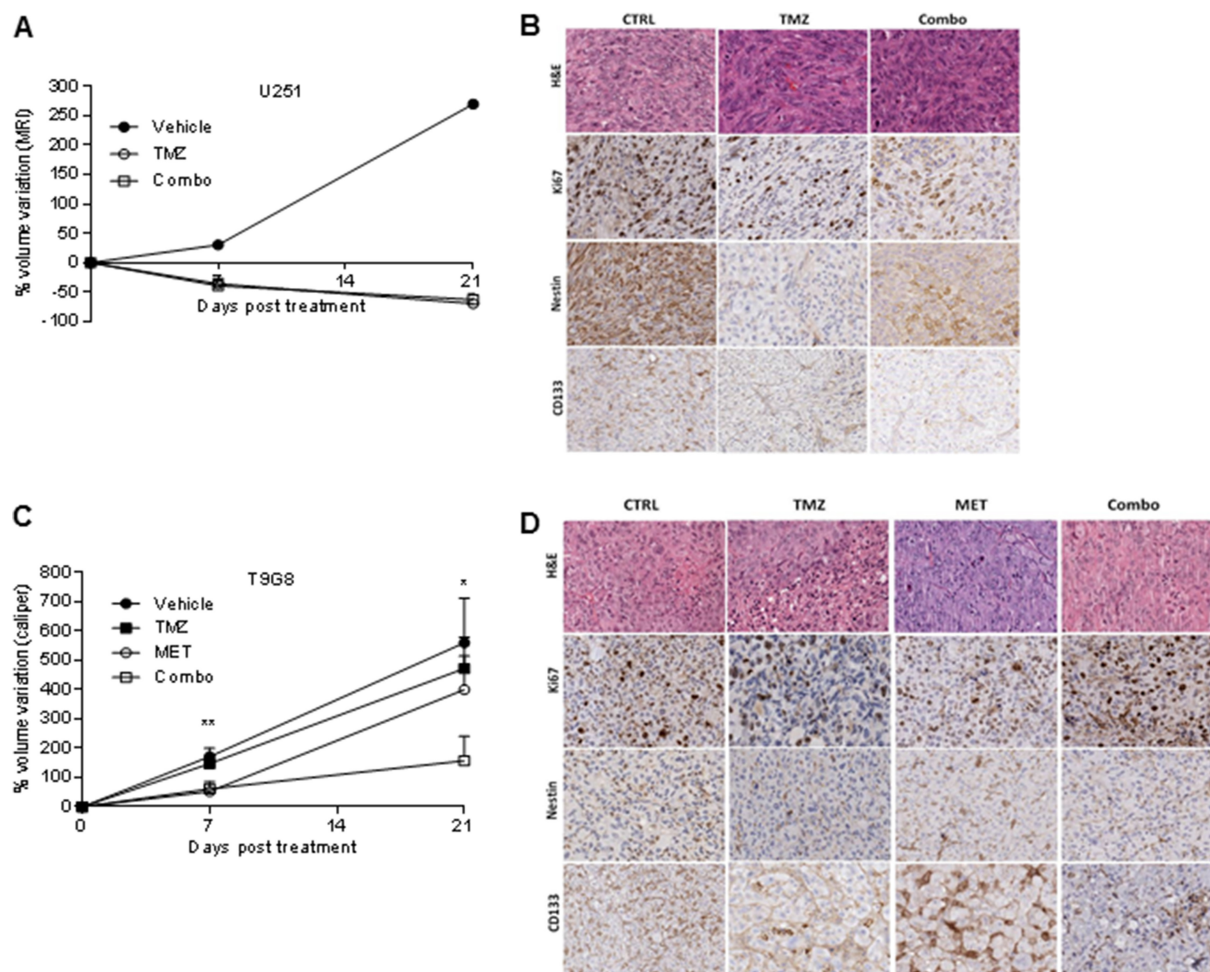 A
U251
300
250
200
150
100
50
0
-50
-100
% volume variation (MRI)
Vehicle
TMZ
Combo
14
21
Days post treatment
B
CTRL TMZ Combo
H&E
Ki67
Nestin
CD133
C
T9G8
800
700
600
500
400
300
200
100
0
% volume variation (caliper)
Vehicle
TMZ
MET
Combo
**
*
0 7 14 21
Days post treatment
D
CTRL TMZ MET Combo
H&E
Ki67
Nestin
CD133